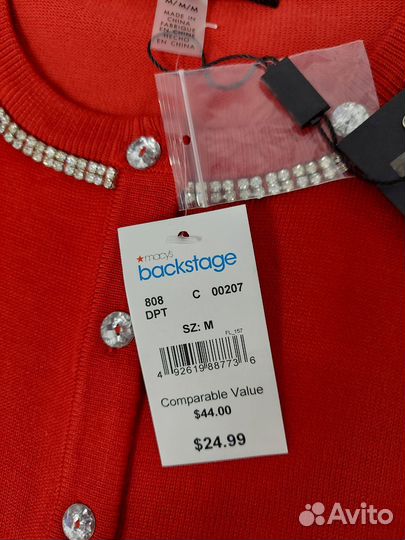 M/M/M
MADE IN
CHINA
FABRIQUE
EN CHINE
HECHO
EN CHINA
macy's
backstage
808 C 00207
DPT
SZ: M
FL_157
4 92619 88773 6
Comparable Value
$44.00
$24.99
Avito